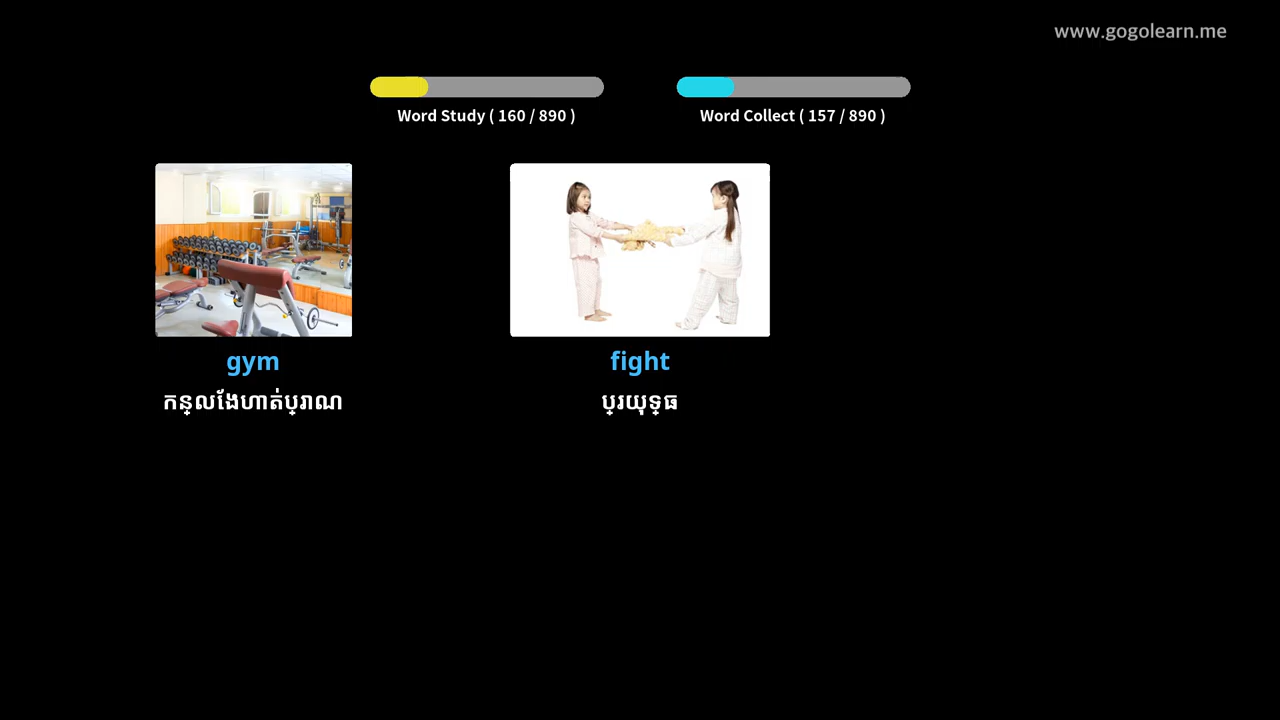 www.gogolearn.me
Word Study ( 160 / 890 )
Word Collect ( 157 / 890 )
gym
កន្លែងហាត់ប្រាណ
fight
ប្រយុទ្ធ